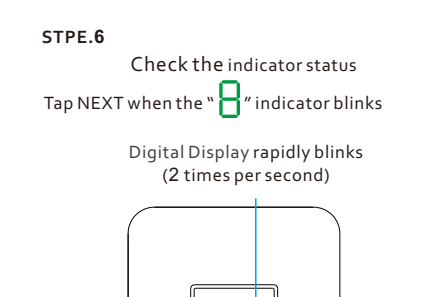 STPE.6
Check the indicator status
Tap NEXT when the “8” indicator blinks
Digital Display rapidly blinks
(2 times per second)